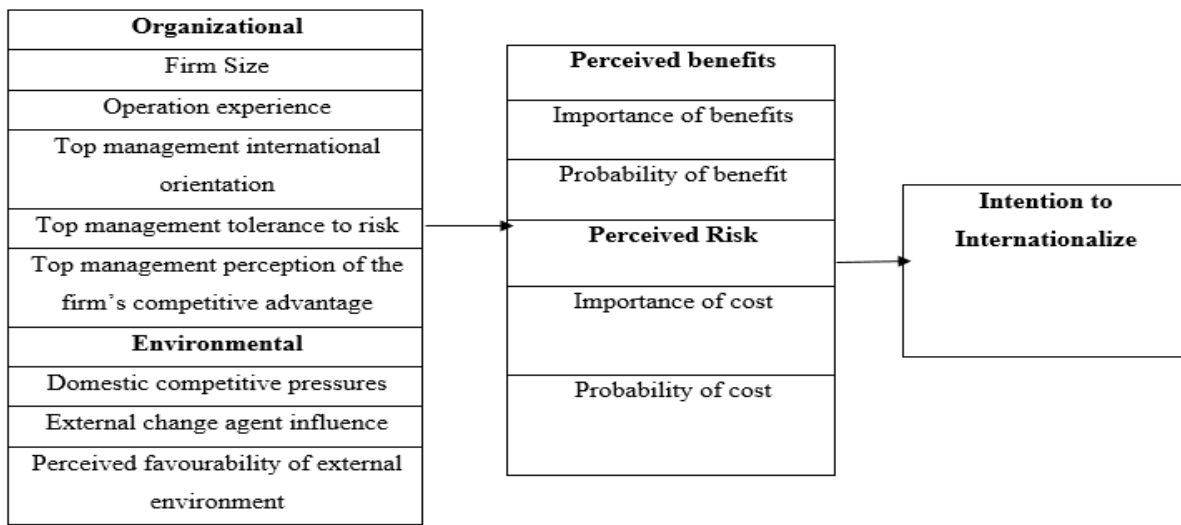 Organizational
Firm Size
Operation experience
Top management international
orientation
Top management tolerance to risk
Top management perception of the
firm's competitive advantage
Environmental
Domestic competitive pressures
External change agent influence
Perceived favourability of external
environment
Perceived benefits
Importance of benefits
Probability of benefit
Perceived Risk
Importance of cost
Probability of cost
Intention to
Internationalize